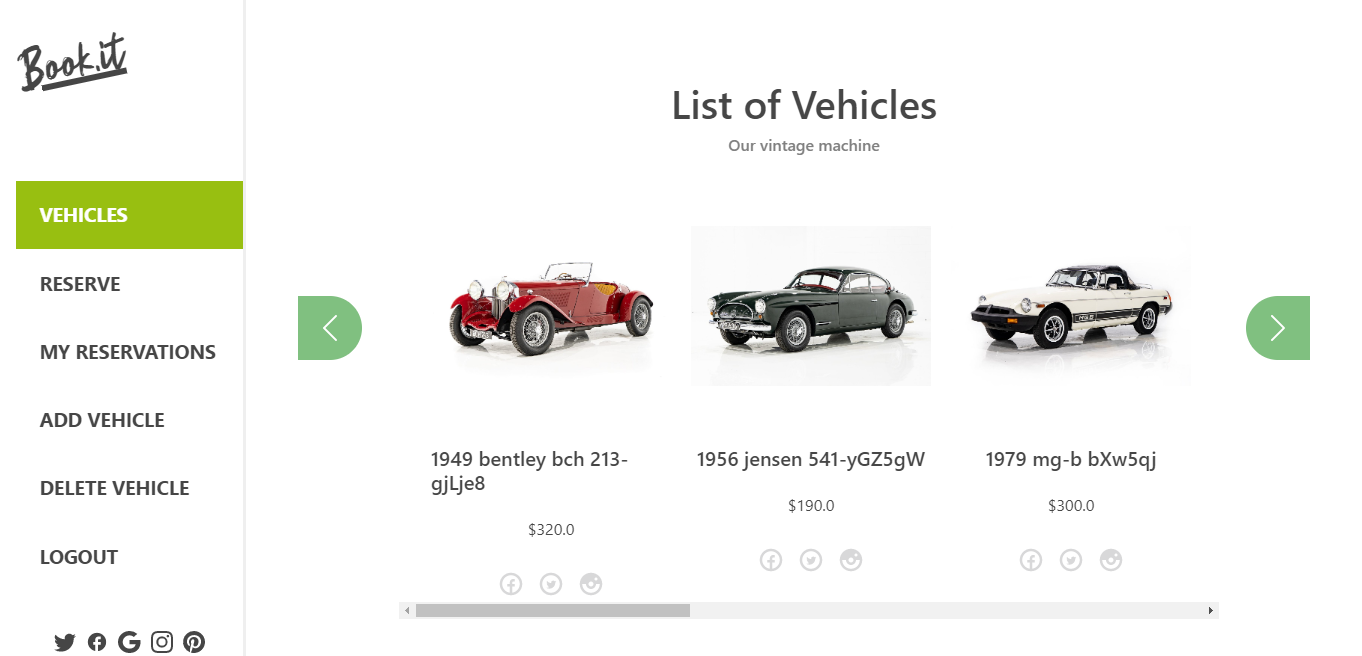 Book.it
VEHICLES
RESERVE
MY RESERVATIONS
ADD VEHICLE
DELETE VEHICLE
LOGOUT
List of Vehicles
Our vintage machine
1949 bentley bch 213-
gjLje8
$320.0
1956 jensen 541-yGZ5gW
$190.0
1979 mg-b bXw5qj
$300.0